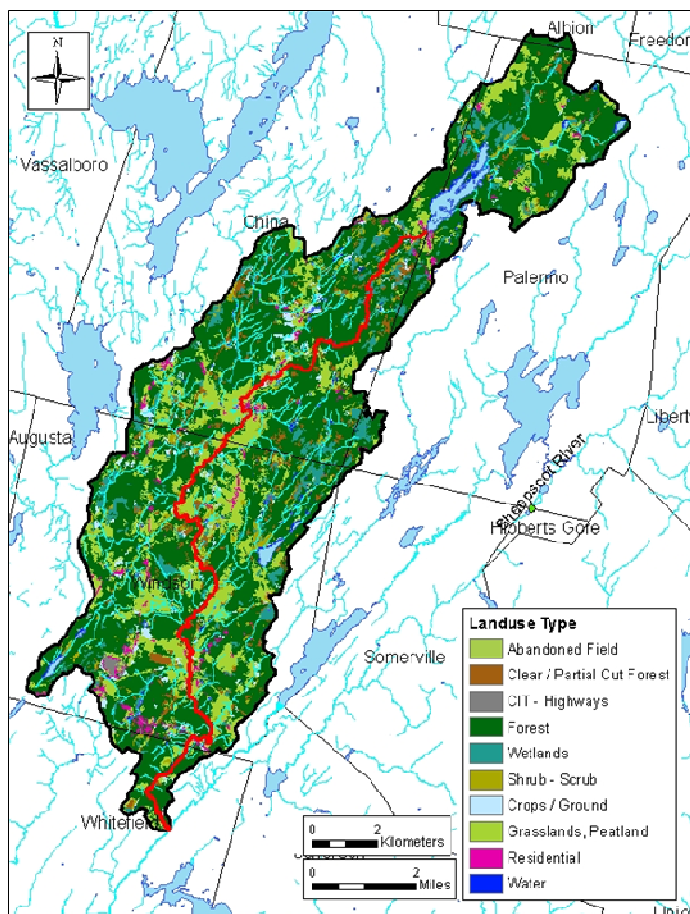 Albion
Freedom
N
Vassalboro
China
Palermo
Liberty
Augusta
Sheepscot River
Hibberts Gore
Windsor
Landuse Type
Abandoned Field
Clear / Partial Cut Forest
CIT - Highways
Forest
Wetlands
Shrub - Scrub
Crops / Ground
Grasslands, Peatland
Residential
Water
Somerville
Whitefield
0 2
Kilometers
0 2
Miles